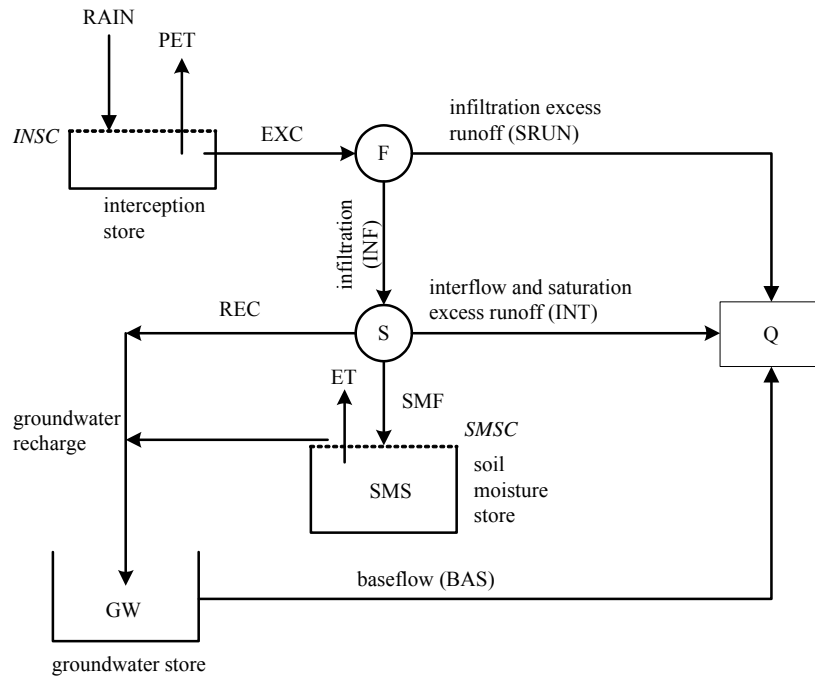 RAIN
PET
INSC
EXC
F
infiltration excess
runoff (SRUN)
interception
store
infiltration
(INF)
REC
S
interflow and saturation
excess runoff (INT)
Q
ET
SMF
groundwater
recharge
SMSC
SMS
soil
moisture
store
baseflow (BAS)
GW
groundwater store